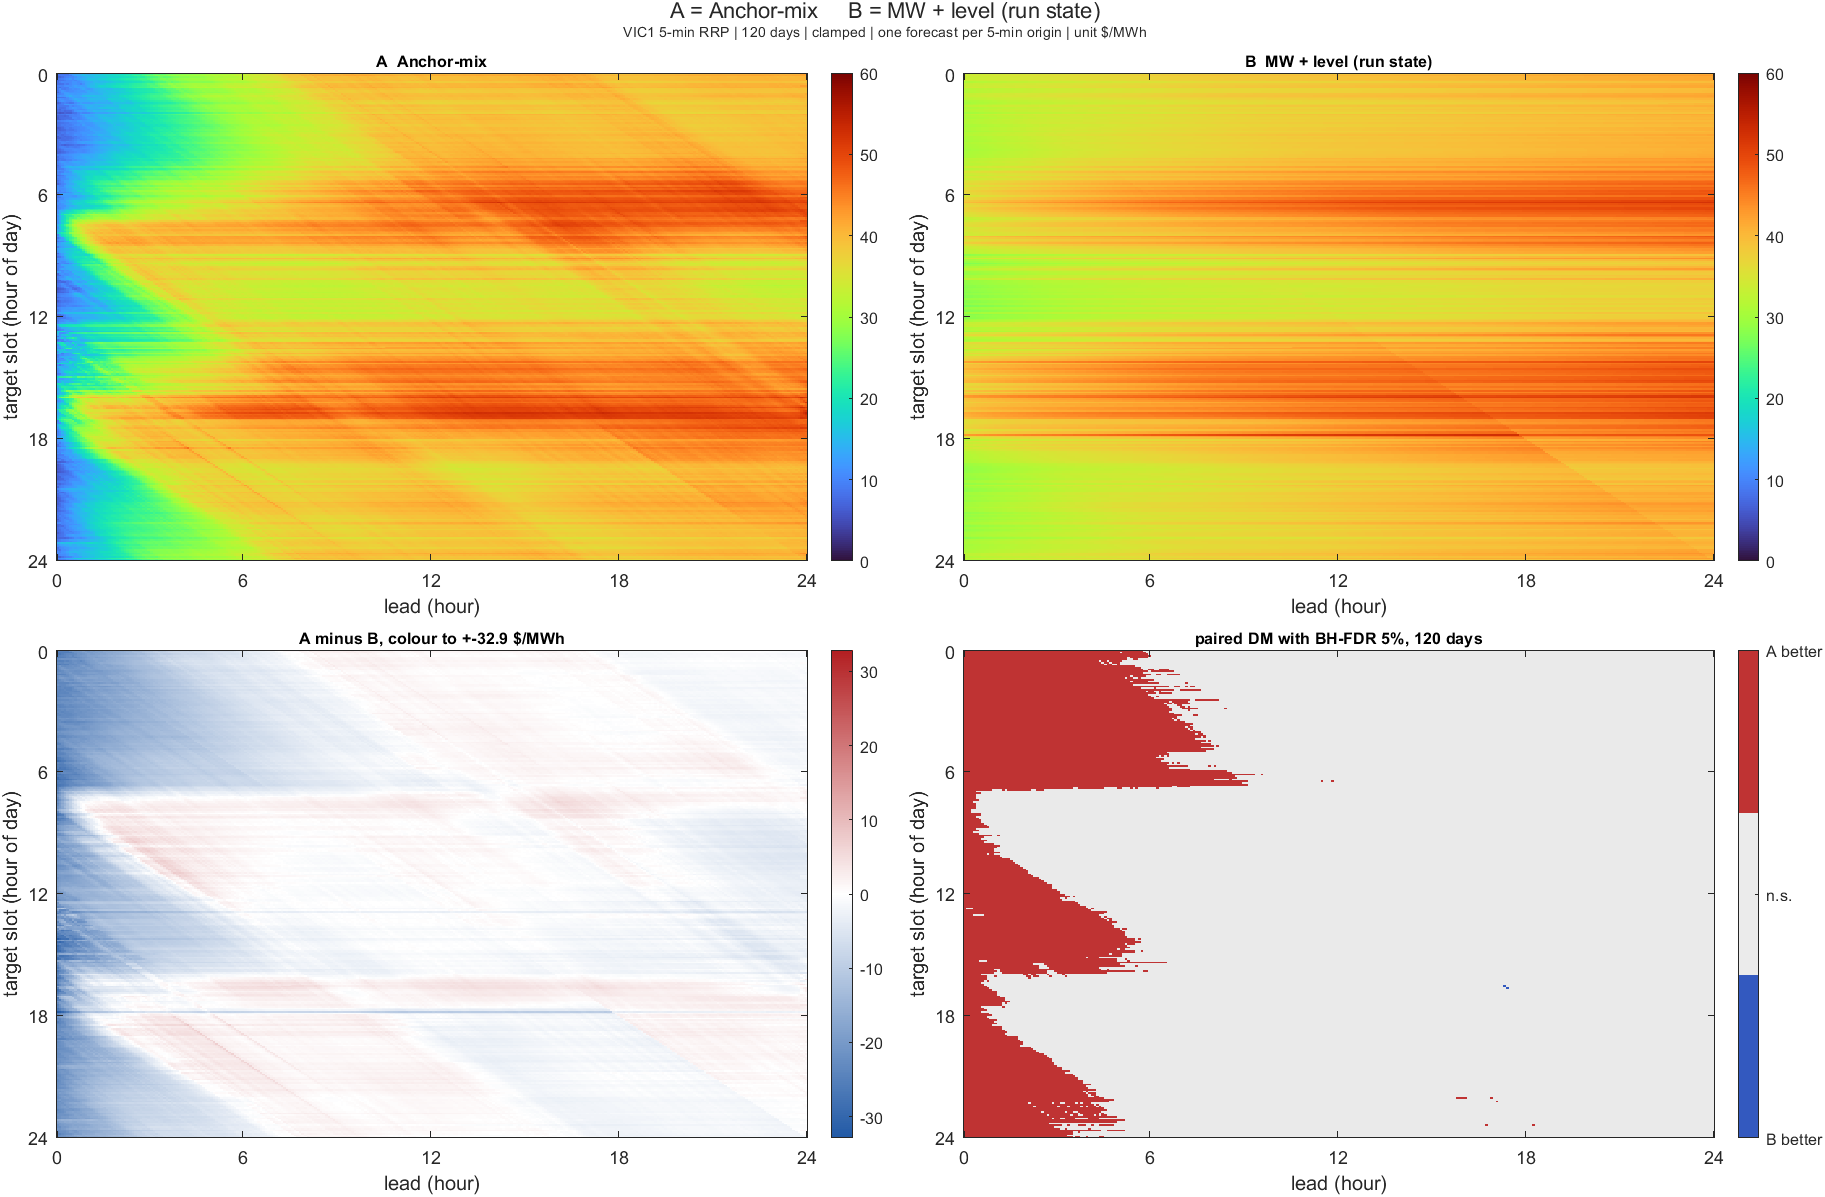 A = Anchor-mix     B = MW + level (run state)
VIC1 5-min RRP | 120 days | clamped | one forecast per 5-min origin | unit $/MWh
A  Anchor-mix
target slot (hour of day)
0
6
12
18
24
0 6 12 18 24
lead (hour)
60
50
40
30
20
10
0
B  MW + level (run state)
target slot (hour of day)
0
6
12
18
24
0 6 12 18 24
lead (hour)
60
50
40
30
20
10
0
A minus B, colour to +-32.9 $/MWh
target slot (hour of day)
0
6
12
18
24
0 6 12 18 24
lead (hour)
30
20
10
0
-10
-20
-30
paired DM with BH-FDR 5%, 120 days
target slot (hour of day)
0
6
12
18
24
0 6 12 18 24
lead (hour)
A better
n.s.
B better